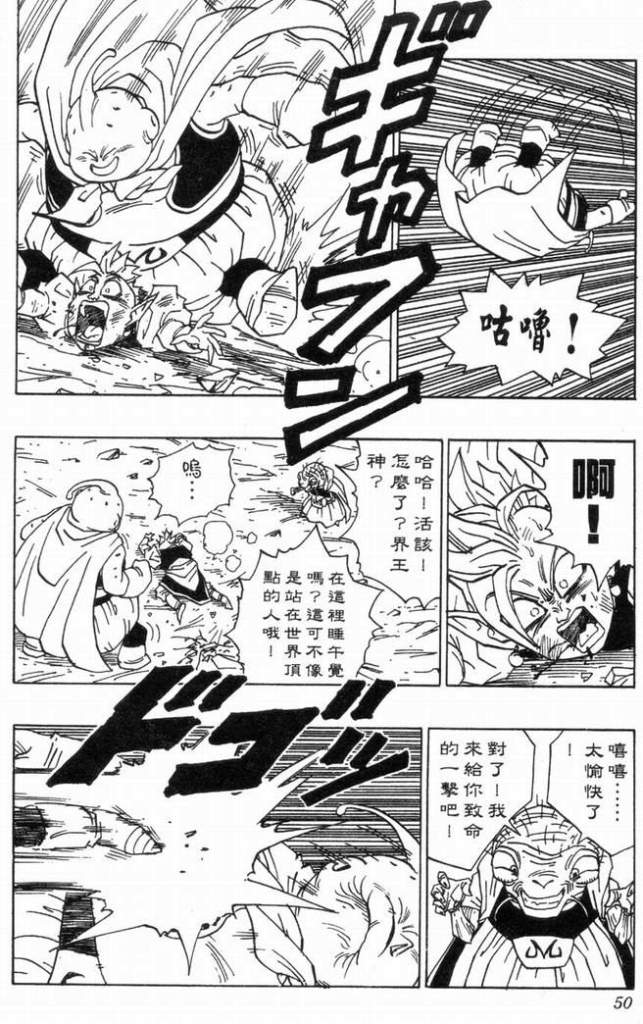 咕嚕！
ギャフン
啊！
哈哈！活該！
怎麼了？界王
神？
在這裡睡午覺
嗎？這可不像
是站在世界頂
點的人哦！
嗚…
嘻嘻……
太愉快了
！
對了！我
來給你致命
的一擊吧！
ドゴッ
50